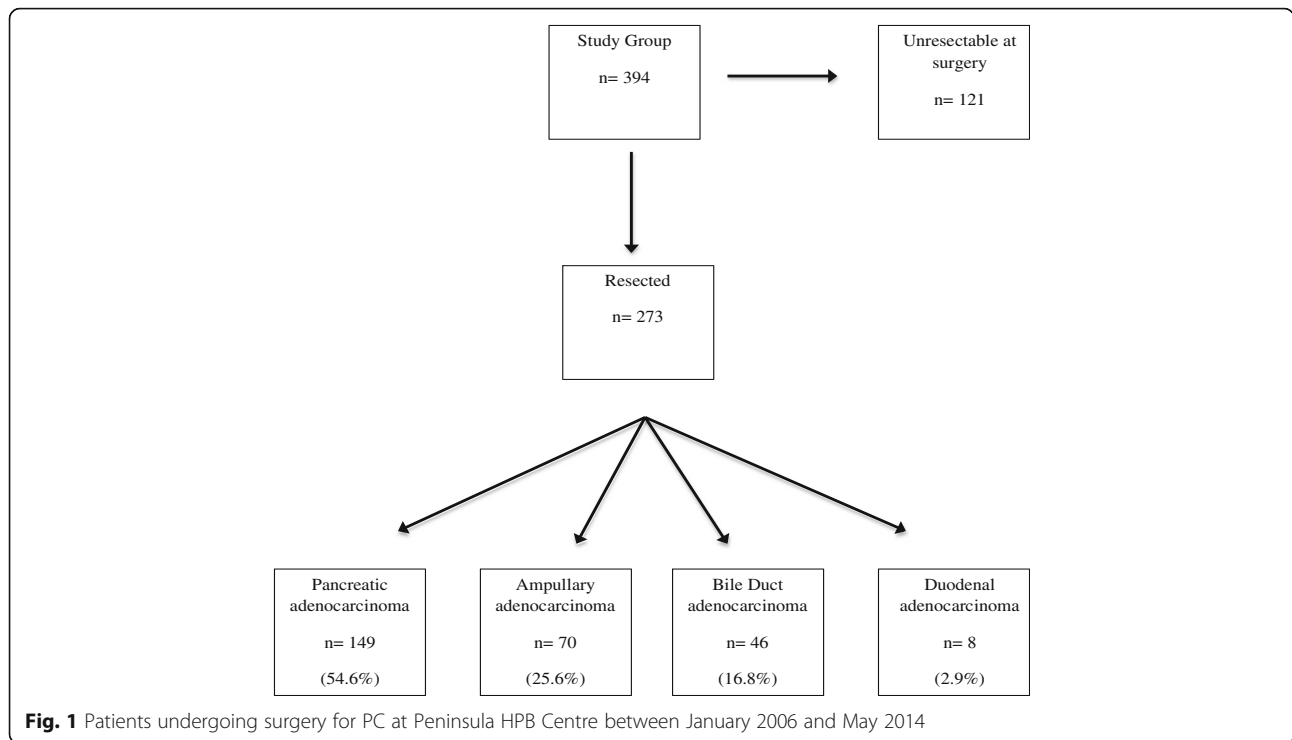 Study Group
n= 394
Unresectable at
surgery
n= 121
Resected
n= 273
Pancreatic
adenocarcinoma
n= 149
(54.6%)
Ampullary
adenocarcinoma
n= 70
(25.6%)
Bile Duct
adenocarcinoma
n= 46
(16.8%)
Duodenal
adenocarcinoma
n= 8
(2.9%)
Fig. 1 Patients undergoing surgery for PC at Peninsula HPB Centre between January 2006 and May 2014